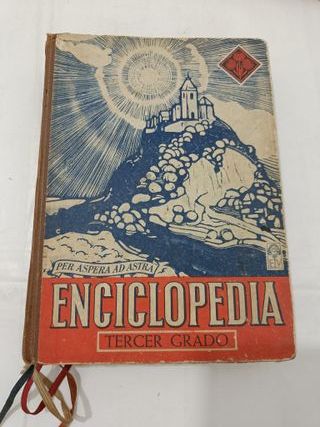 PER ASPERA AD ASTRA
ENCICLOPEDIA
TERCER GRADO